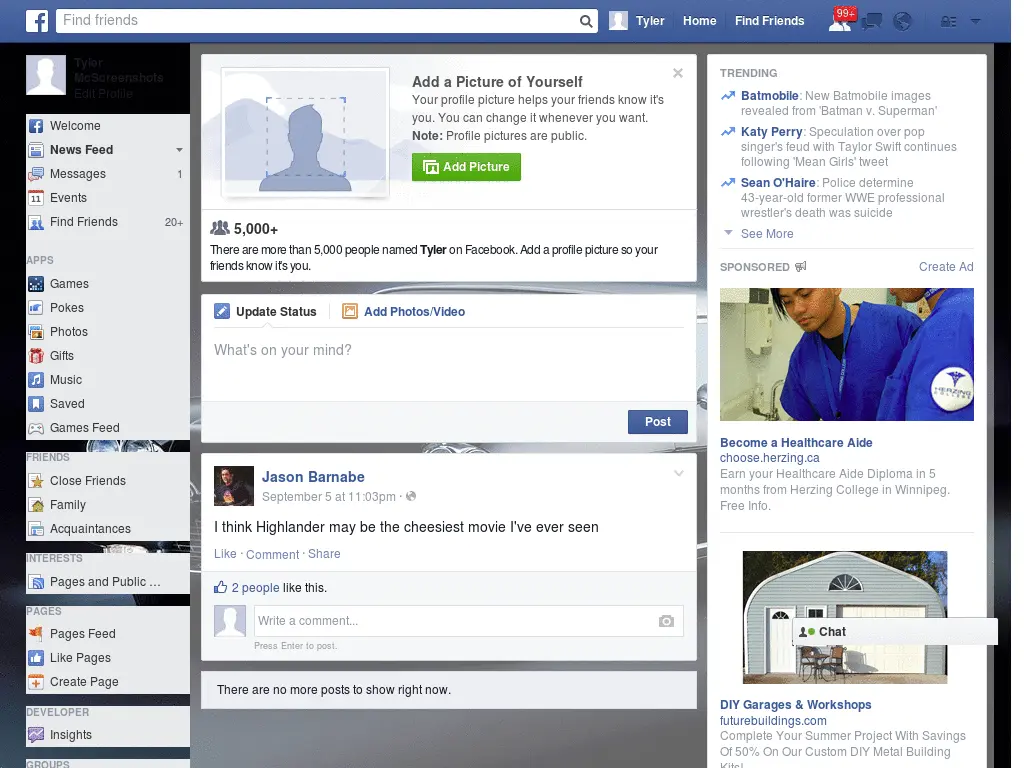 Find friends
Tyler
Home
Find Friends
99+
Tyler
McScreenshots
Edit Profile
Welcome
News Feed
Messages 1
Events
Find Friends 20+
APPS
Games
Pokes
Photos
Gifts
Music
Saved
Games Feed
FRIENDS
Close Friends
Family
Acquaintances
INTERESTS
Pages and Public ...
PAGES
Pages Feed
Like Pages
Create Page
DEVELOPER
Insights
GROUPS
Add a Picture of Yourself
Your profile picture helps your friends know it's
you. You can change it whenever you want.
Note: Profile pictures are public.
Add Picture
5,000+
There are more than 5,000 people named Tyler on Facebook. Add a profile picture so your
friends know it's you.
Update Status
Add Photos/Video
What's on your mind?
Post
Jason Barnabe
September 5 at 11:03pm ·
I think Highlander may be the cheesiest movie I've ever seen
Like · Comment · Share
2 people like this.
Write a comment...
Press Enter to post.
There are no more posts to show right now.
TRENDING
Batmobile: New Batmobile images
revealed from 'Batman v. Superman'
Katy Perry: Speculation over pop
singer's feud with Taylor Swift continues
following 'Mean Girls' tweet
Sean O'Haire: Police determine
43-year-old former WWE professional
wrestler's death was suicide
See More
SPONSORED Create Ad
HERZING
COLLEGE
Become a Healthcare Aide
choose.herzing.ca
Earn your Healthcare Aide Diploma in 5
months from Herzing College in Winnipeg.
Free Info.
Chat
DIY Garages & Workshops
futurebuildings.com
Complete Your Summer Project With Savings
Of 50% On Our Custom DIY Metal Building
Kits!